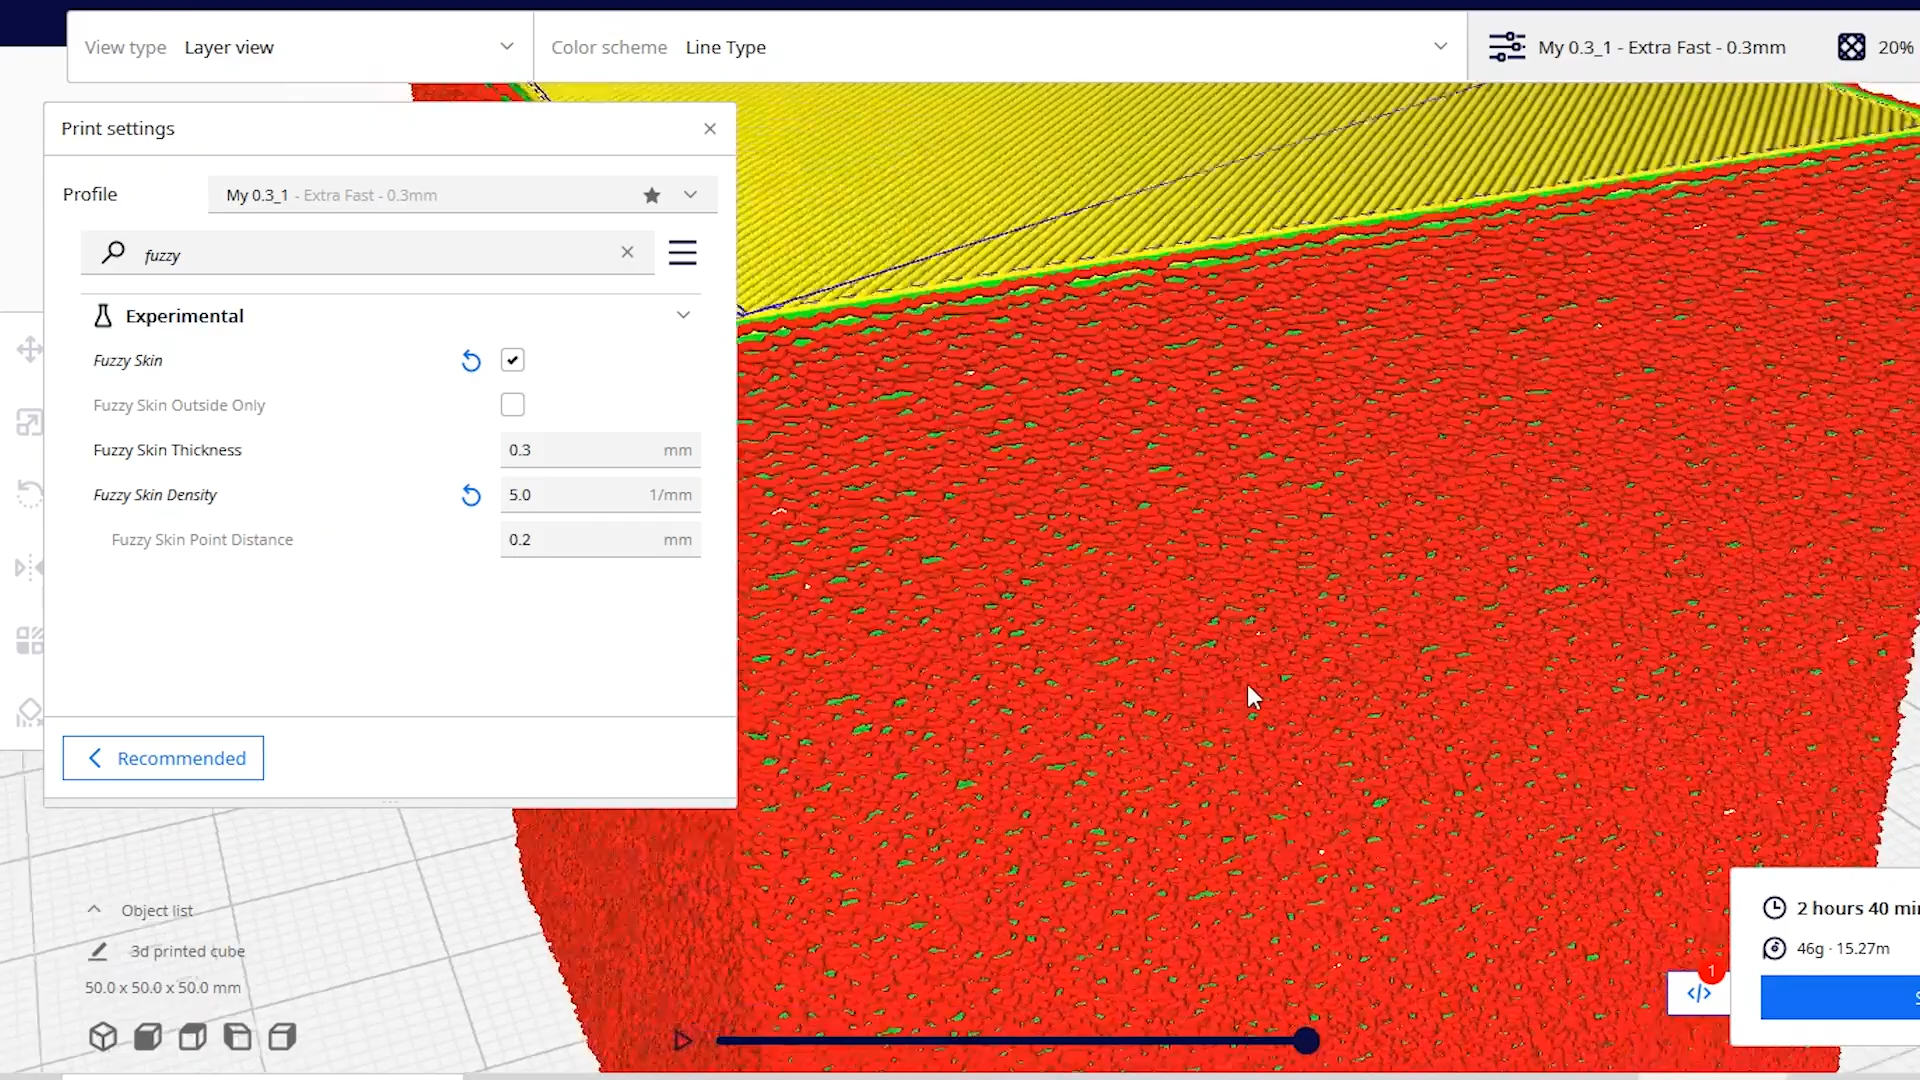 View type Layer view
Color scheme Line Type
My 0.3_1 - Extra Fast - 0.3mm
20%
Print settings
Profile
My 0.3_1 - Extra Fast - 0.3mm
fuzzy
Experimental
Fuzzy Skin
Fuzzy Skin Outside Only
Fuzzy Skin Thickness 0.3 mm
Fuzzy Skin Density 5.0 1/mm
Fuzzy Skin Point Distance 0.2 mm
Recommended
Object list
3d printed cube
50.0 x 50.0 x 50.0 mm
2 hours 40 min
46g · 15.27m
1